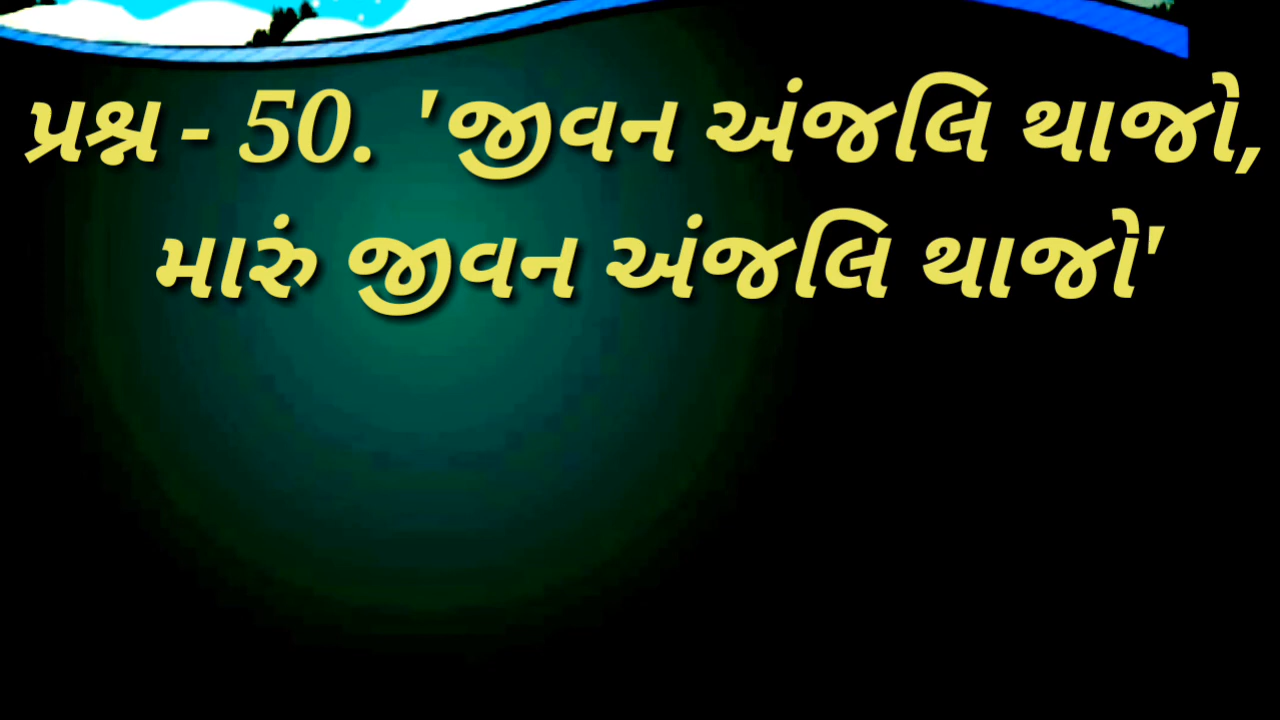 પ્રશ્ન - 50. 'જીવન અંજલિ થાજો,
મારું જીવન અંજલિ થાજો'